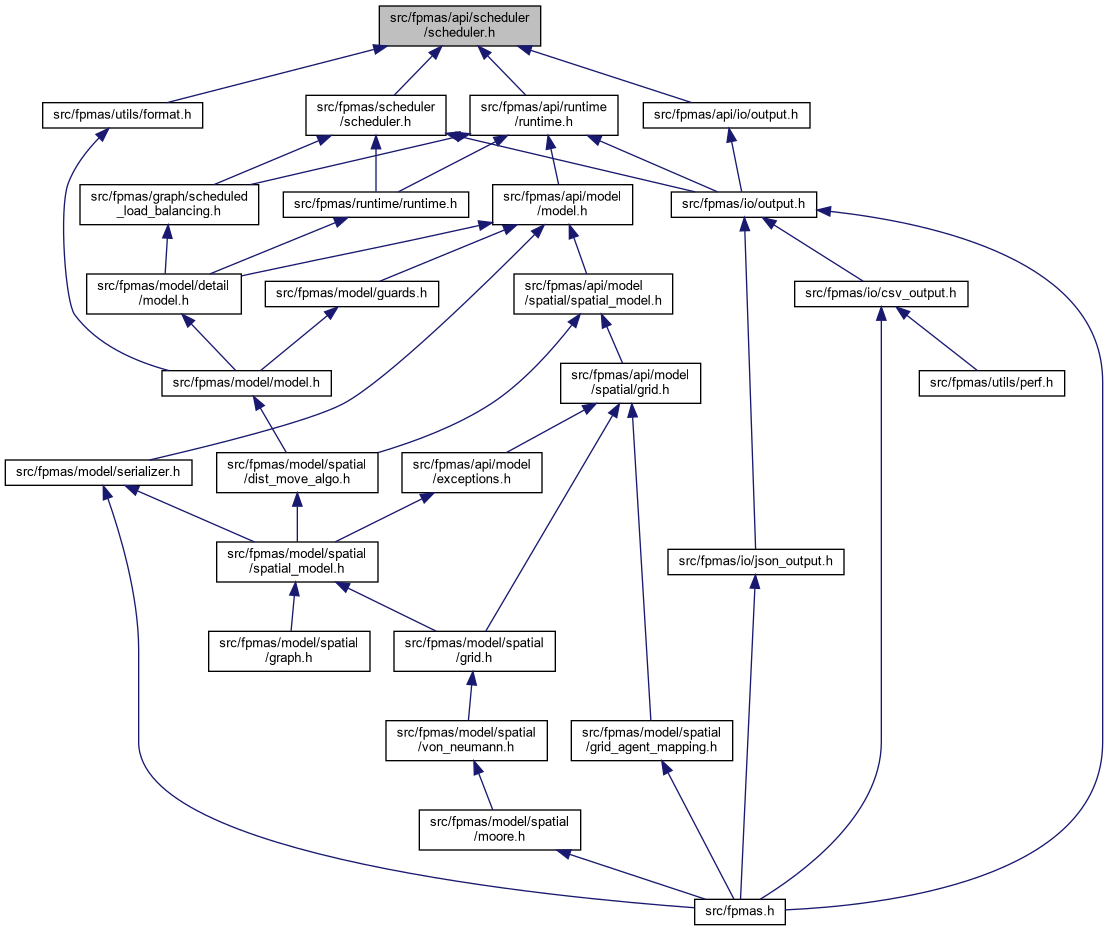 src/fpmas/api/scheduler
/scheduler.h
src/fpmas/utils/format.h
src/fpmas/scheduler
/scheduler.h
src/fpmas/api/runtime
/runtime.h
src/fpmas/api/io/output.h
src/fpmas/graph/scheduled
_load_balancing.h
src/fpmas/runtime/runtime.h
src/fpmas/api/model
/model.h
src/fpmas/io/output.h
src/fpmas/model/detail
/model.h
src/fpmas/model/guards.h
src/fpmas/api/model
/spatial/spatial_model.h
src/fpmas/io/csv_output.h
src/fpmas/model/model.h
src/fpmas/api/model
/spatial/grid.h
src/fpmas/utils/perf.h
src/fpmas/model/serializer.h
src/fpmas/model/spatial
/dist_move_algo.h
src/fpmas/api/model
/exceptions.h
src/fpmas/model/spatial
/spatial_model.h
src/fpmas/io/json_output.h
src/fpmas/model/spatial
/graph.h
src/fpmas/model/spatial
/grid.h
src/fpmas/model/spatial
/von_neumann.h
src/fpmas/model/spatial
/grid_agent_mapping.h
src/fpmas/model/spatial
/moore.h
src/fpmas.h